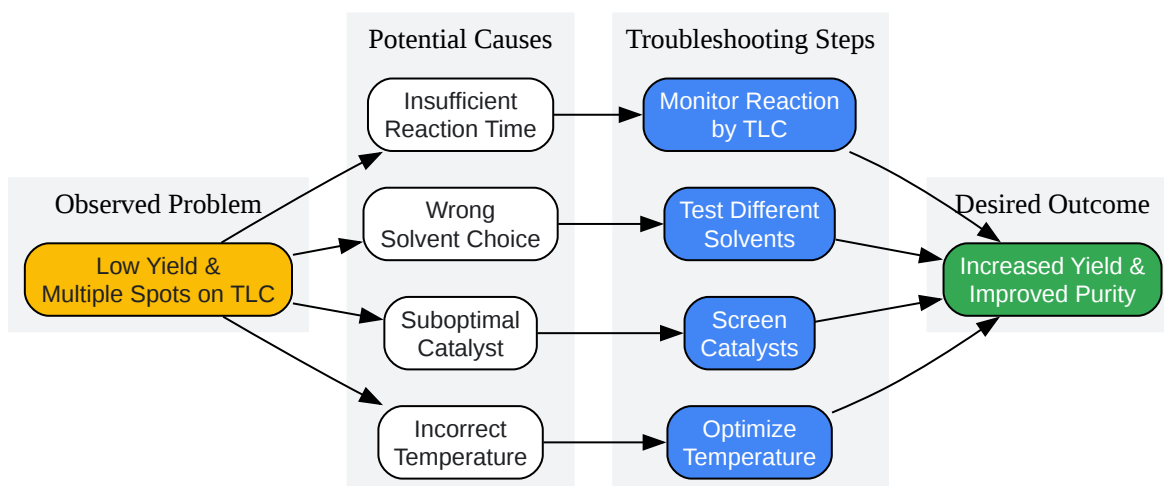 Potential Causes
Troubleshooting Steps
Insufficient
Reaction Time
Monitor Reaction
by TLC
Observed Problem
Wrong
Solvent Choice
Test Different
Solvents
Desired Outcome
Low Yield &
Multiple Spots on TLC
Increased Yield &
Improved Purity
Suboptimal
Catalyst
Screen
Catalysts
Incorrect
Temperature
Optimize
Temperature